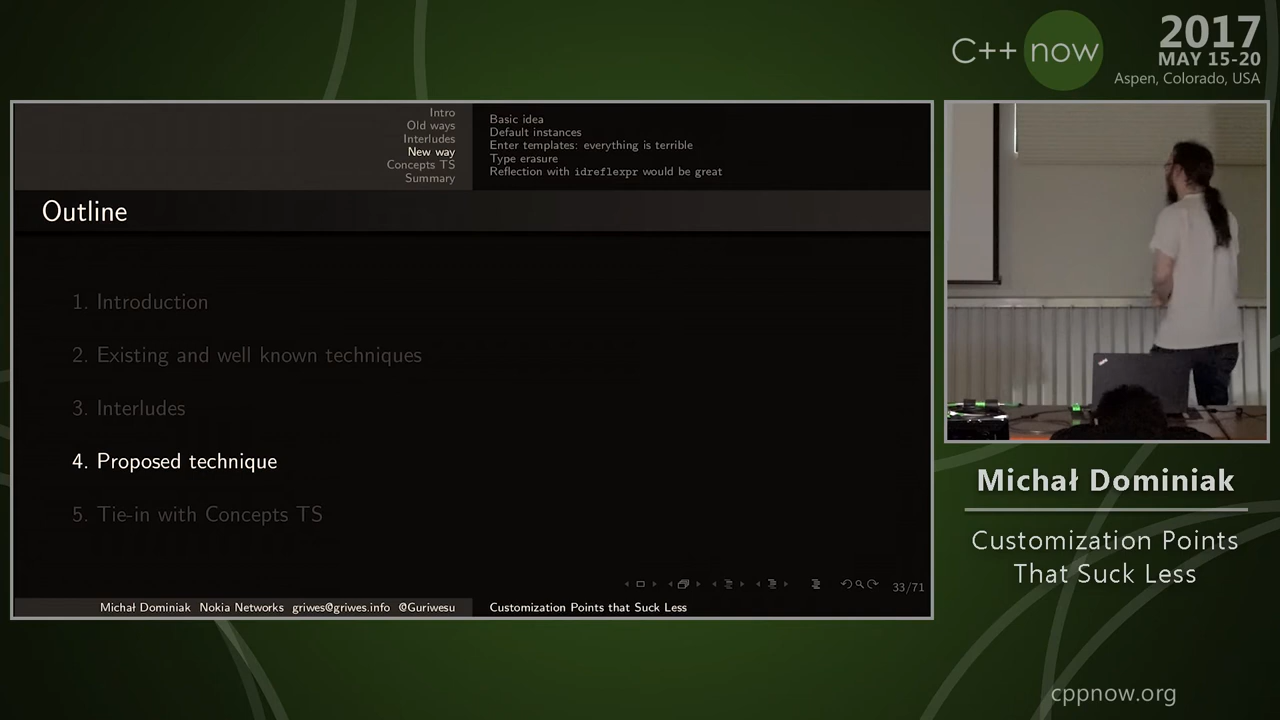 C++ now
2017
MAY 15-20
Aspen, Colorado, USA
Intro
Old ways
Interludes
New way
Concepts TS
Summary
Basic idea
Default instances
Enter templates: everything is terrible
Type erasure
Reflection with idreflexpr would be great
Outline
1. Introduction
2. Existing and well known techniques
3. Interludes
4. Proposed technique
5. Tie-in with Concepts TS
33/71
Michał Dominiak Nokia Networks griwes@griwes.info @Guriwesu
Customization Points that Suck Less
Michał Dominiak
Customization Points
That Suck Less
cppnow.org